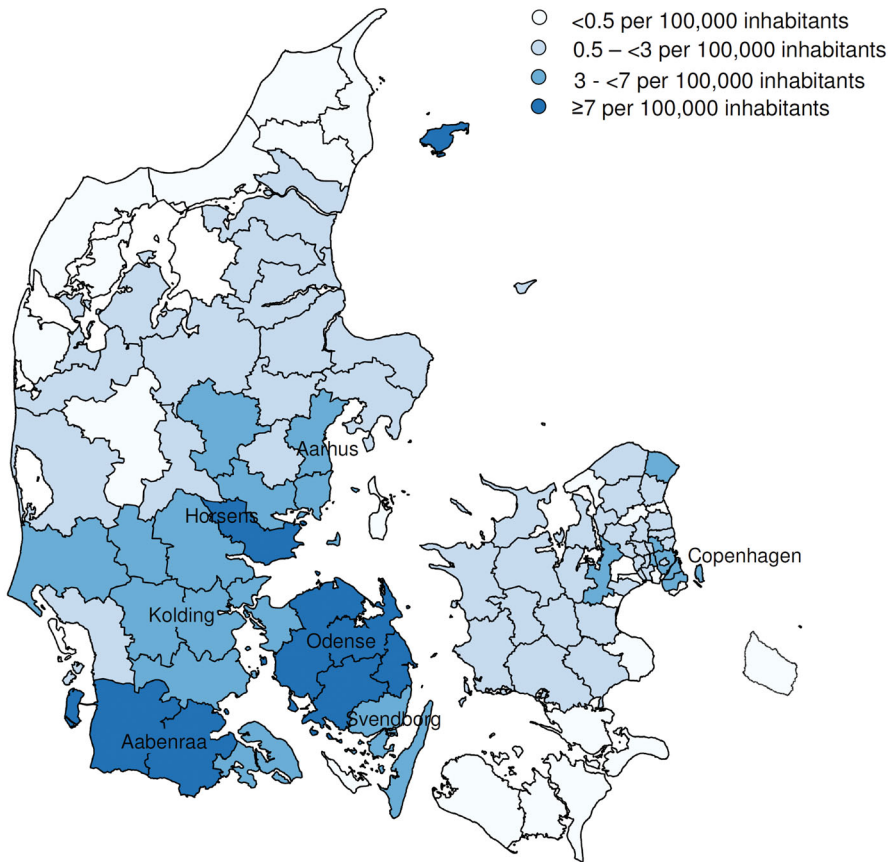 <0.5 per 100,000 inhabitants
0.5 – <3 per 100,000 inhabitants
3 - <7 per 100,000 inhabitants
≥7 per 100,000 inhabitants
Aarhus
Horsens
Copenhagen
Kolding
Odense
Svendborg
Aabenraa